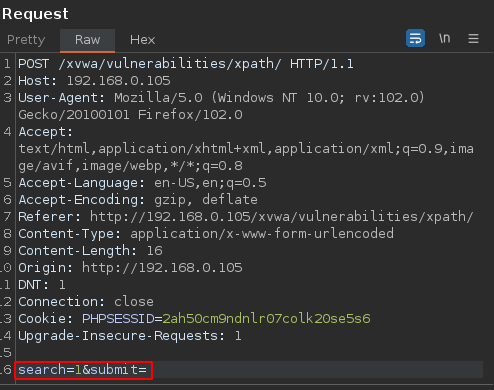 Request
Pretty Raw Hex
\n
1 POST /xvwa/vulnerabilities/xpath/ HTTP/1.1
2 Host: 192.168.0.105
3 User-Agent: Mozilla/5.0 (Windows NT 10.0; rv:102.0)
Gecko/20100101 Firefox/102.0
4 Accept:
text/html,application/xhtml+xml,application/xml;q=0.9,ima
ge/avif,image/webp,*/*;q=0.8
5 Accept-Language: en-US,en;q=0.5
6 Accept-Encoding: gzip, deflate
7 Referer: http://192.168.0.105/xvwa/vulnerabilities/xpath/
8 Content-Type: application/x-www-form-urlencoded
9 Content-Length: 16
10 Origin: http://192.168.0.105
11 DNT: 1
12 Connection: close
13 Cookie: PHPSESSID=2ah50cm9ndnlr07colk20se5s6
14 Upgrade-Insecure-Requests: 1
15
16 search=1&submit=